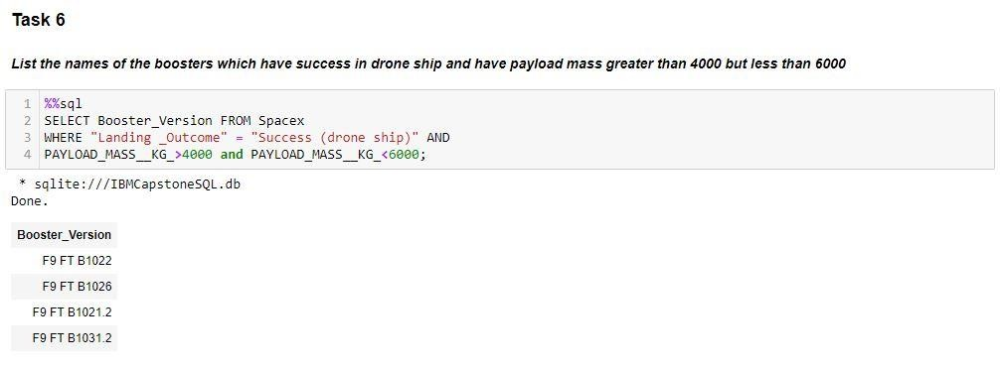 Task 6
List the names of the boosters which have success in drone ship and have payload mass greater than 4000 but less than 6000
1 %%sql
2 SELECT Booster_Version FROM Spacex
3 WHERE "Landing _Outcome" = "Success (drone ship)" AND
4 PAYLOAD_MASS__KG_>4000 and PAYLOAD_MASS__KG_<6000;
* sqlite:///IBMCapstoneSQL.db
Done.
Booster_Version
F9 FT B1022
F9 FT B1026
F9 FT B1021.2
F9 FT B1031.2